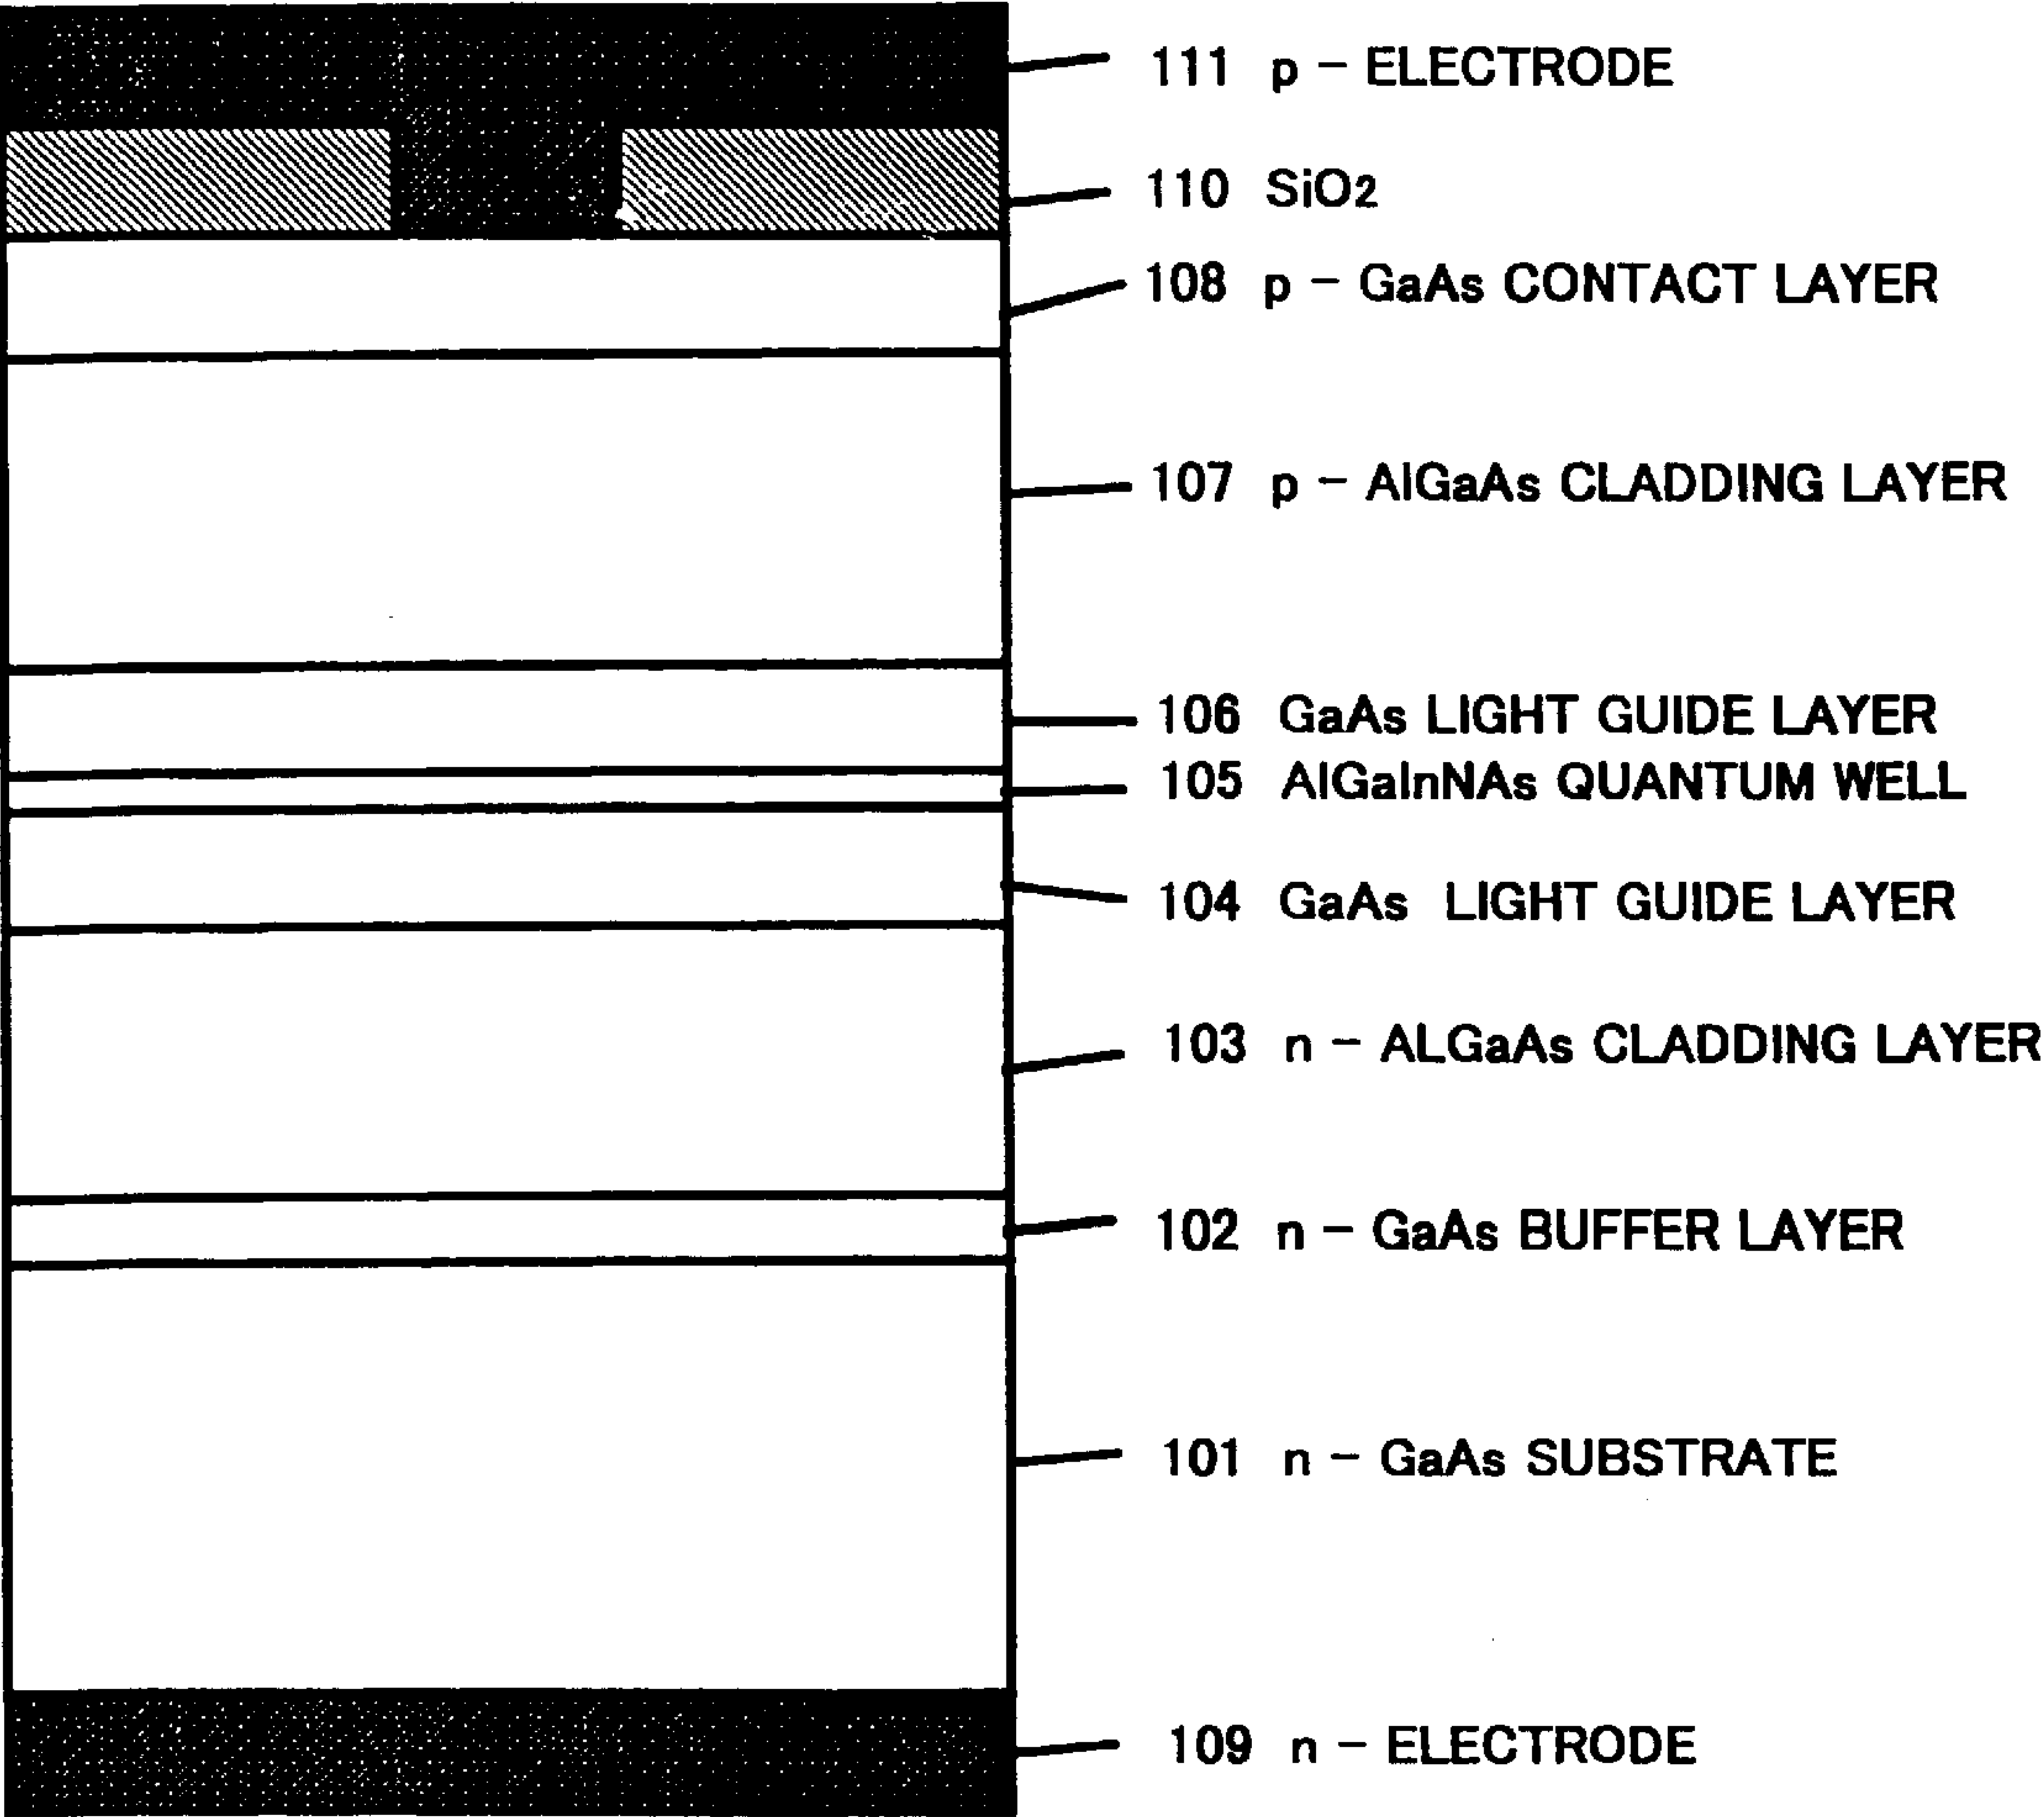 111 p - ELECTRODE
110 SiO2
108 p - GaAs CONTACT LAYER
107 p - AlGaAs CLADDING LAYER
106 GaAs LIGHT GUIDE LAYER
105 AlGaInNAs QUANTUM WELL
104 GaAs LIGHT GUIDE LAYER
103 n - ALGaAs CLADDING LAYER
102 n - GaAs BUFFER LAYER
101 n - GaAs SUBSTRATE
109 n - ELECTRODE